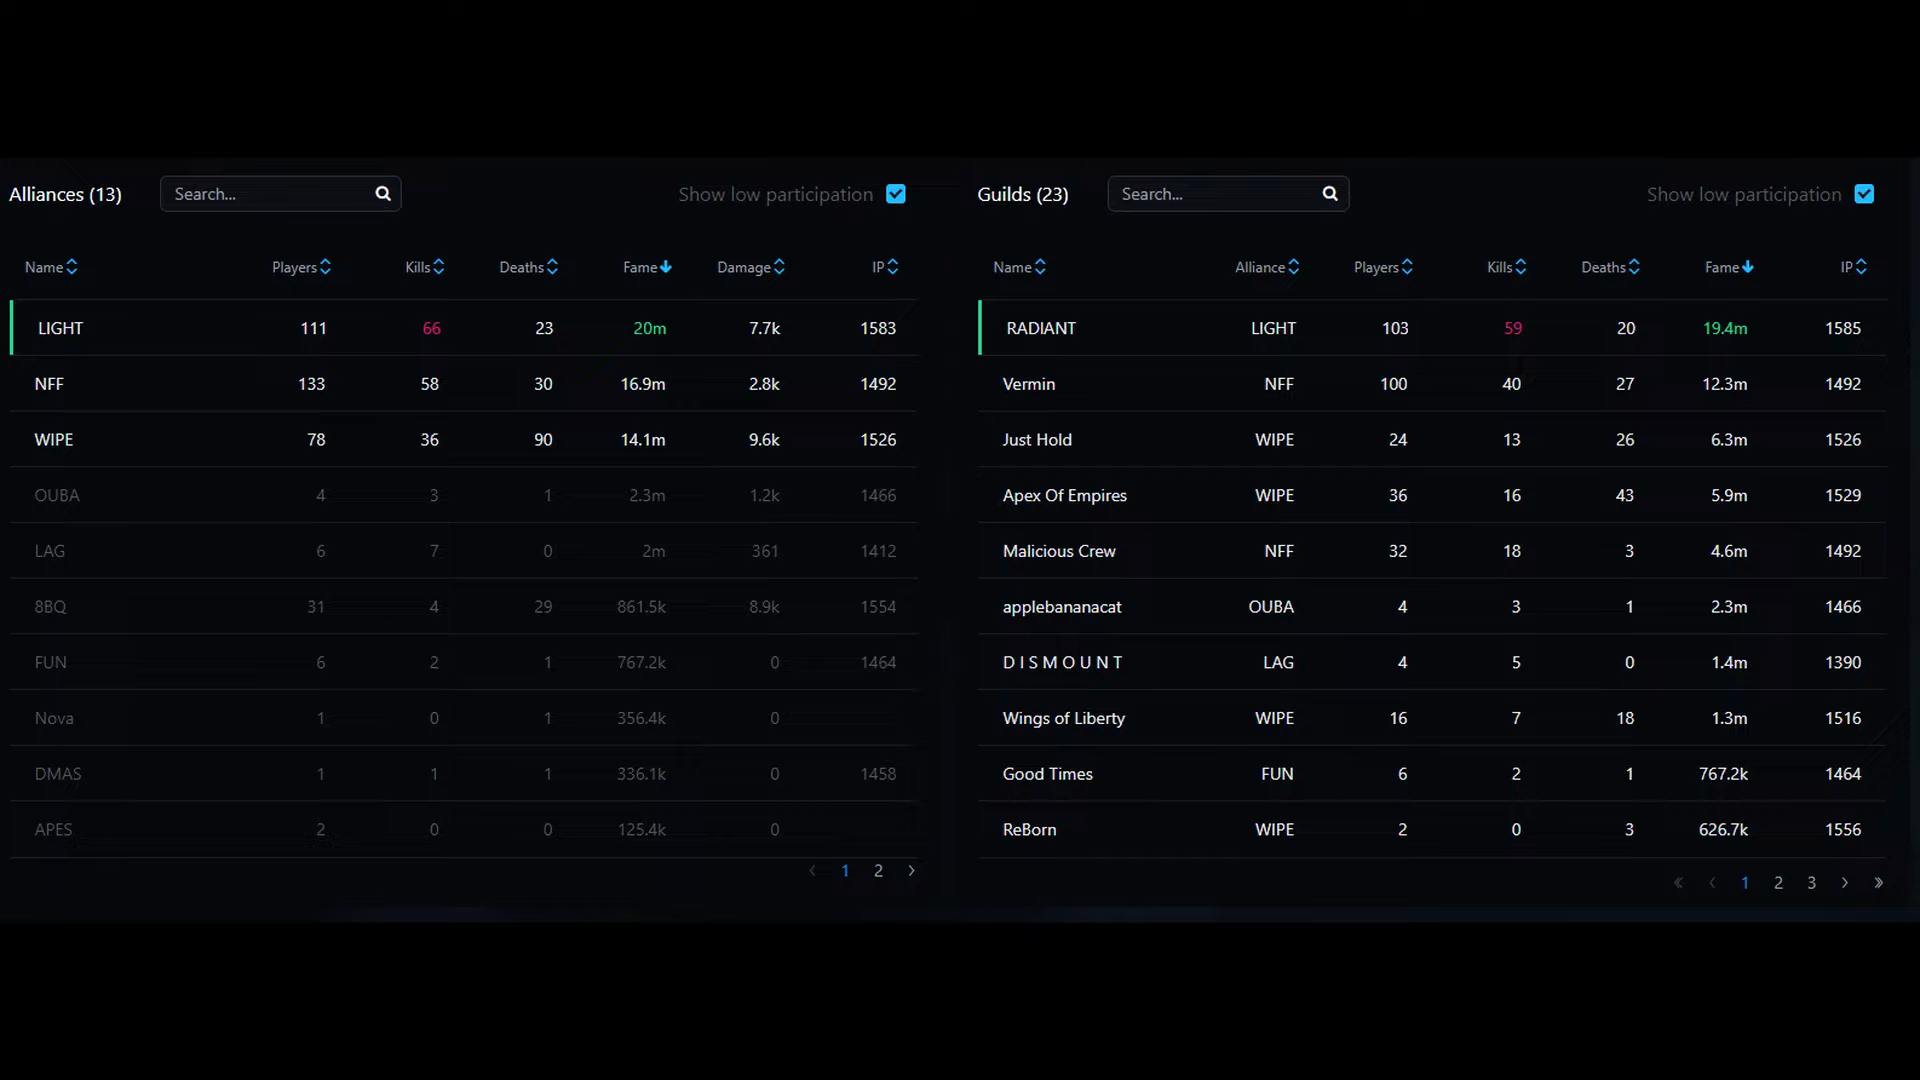 Alliances (13) Search... Show low participation
Name Players Kills Deaths Fame Damage IP
LIGHT 111 66 23 20m 7.7k 1583
NFF 133 58 30 16.9m 2.8k 1492
WIPE 78 36 90 14.1m 9.6k 1526
OUBA 4 3 1 2.3m 1.2k 1466
LAG 6 7 0 2m 361 1412
8BQ 31 4 29 861.5k 8.9k 1554
FUN 6 2 1 767.2k 0 1464
Nova 1 0 1 356.4k 0
DMAS 1 1 1 336.1k 0 1458
APES 2 0 0 125.4k 0
‹ 1 2 ›
Guilds (23) Search... Show low participation
Name Alliance Players Kills Deaths Fame IP
RADIANT LIGHT 103 59 20 19.4m 1585
Vermin NFF 100 40 27 12.3m 1492
Just Hold WIPE 24 13 26 6.3m 1526
Apex Of Empires WIPE 36 16 43 5.9m 1529
Malicious Crew NFF 32 18 3 4.6m 1492
applebananacat OUBA 4 3 1 2.3m 1466
D I S M O U N T LAG 4 5 0 1.4m 1390
Wings of Liberty WIPE 16 7 18 1.3m 1516
Good Times FUN 6 2 1 767.2k 1464
ReBorn WIPE 2 0 3 626.7k 1556
« ‹ 1 2 3 › »